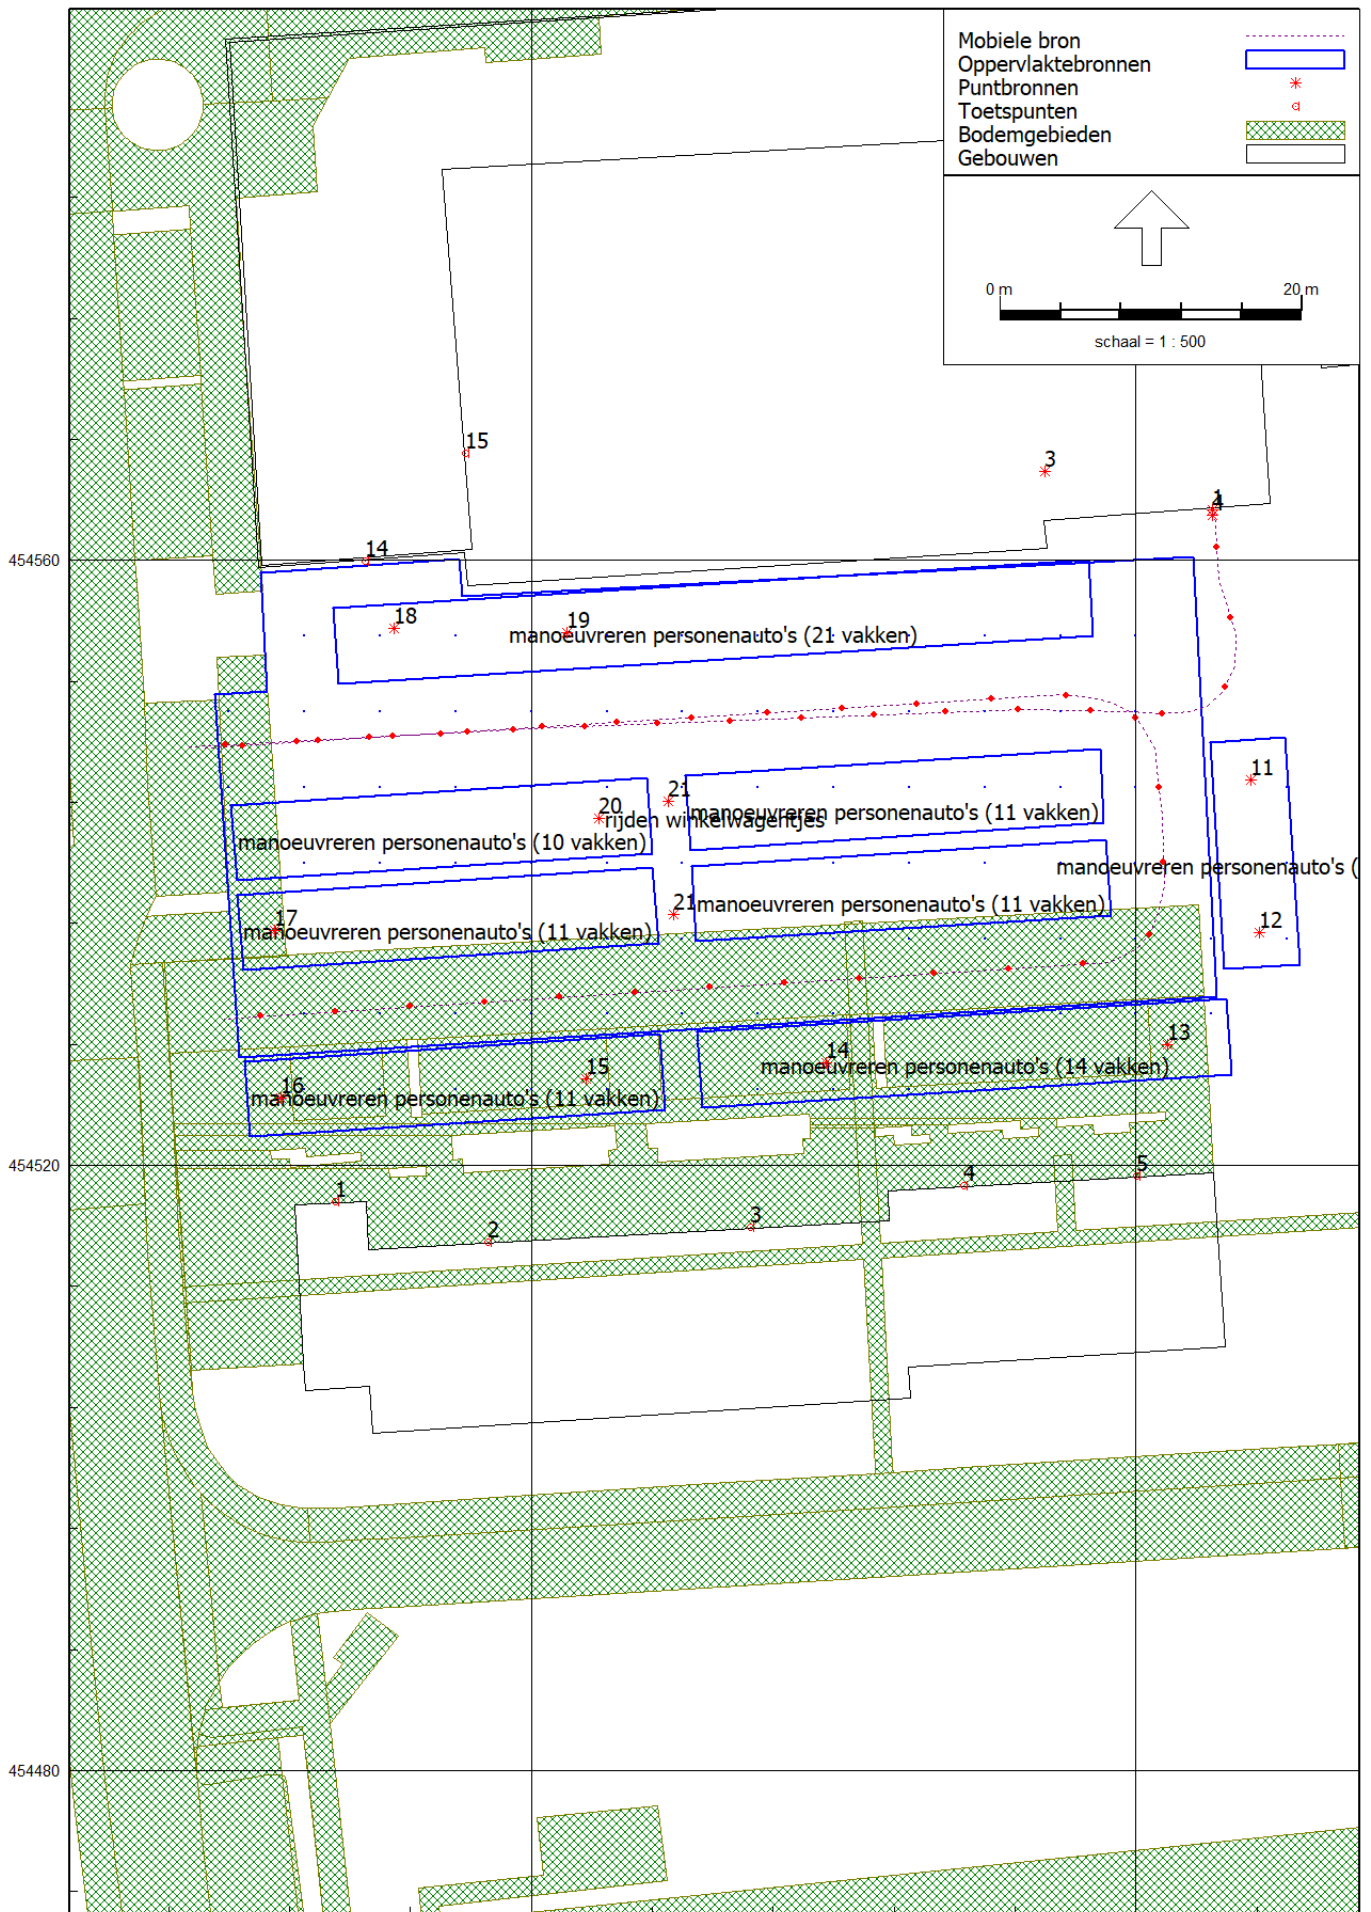 Mobiele bron
Oppervlaktebronnen
Puntbronnen
Toetspunten
Bodemgebieden
Gebouwen
0 m
20 m
schaal = 1 : 500
15
3
1
4
14
454560
18
19
manoeuvreren personenauto's (21 vakken)
11
21
20
rijden winkelwagentjes
manoeuvreren personenauto's (11 vakken)
manoeuvreren personenauto's (10 vakken)
manoeuvreren personenauto's (
21
manoeuvreren personenauto's (11 vakken)
17
manoeuvreren personenauto's (11 vakken)
12
13
14
manoeuvreren personenauto's (14 vakken)
15
16
manoeuvreren personenauto's (11 vakken)
454520
5
4
1
3
2
454480